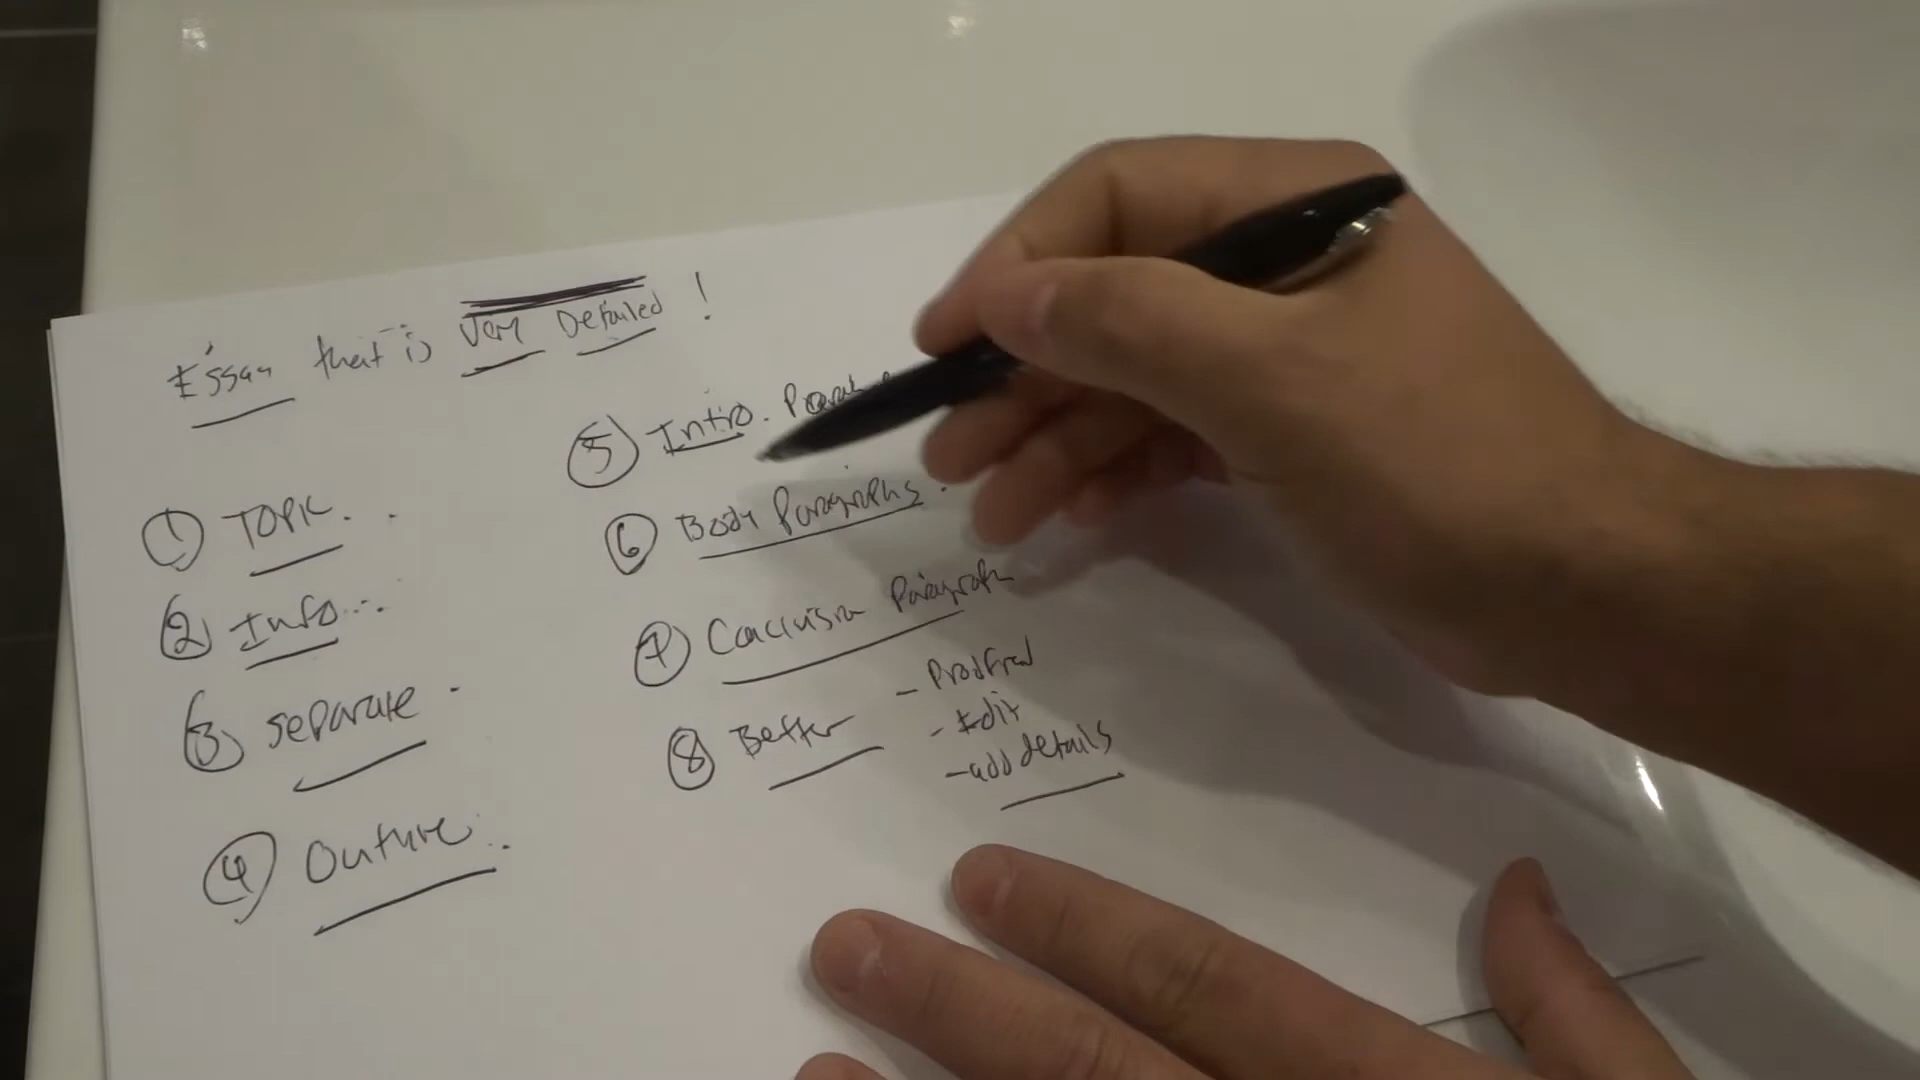 Essay that is Very Detailed !
① TOPIC . .
② Info...
③ separate .
④ Outline .
⑤ Intro.
⑥ Body Paragraphs .
⑦ Conclusion Paragraph
⑧ Better
- Proofread
- Edit
- add details